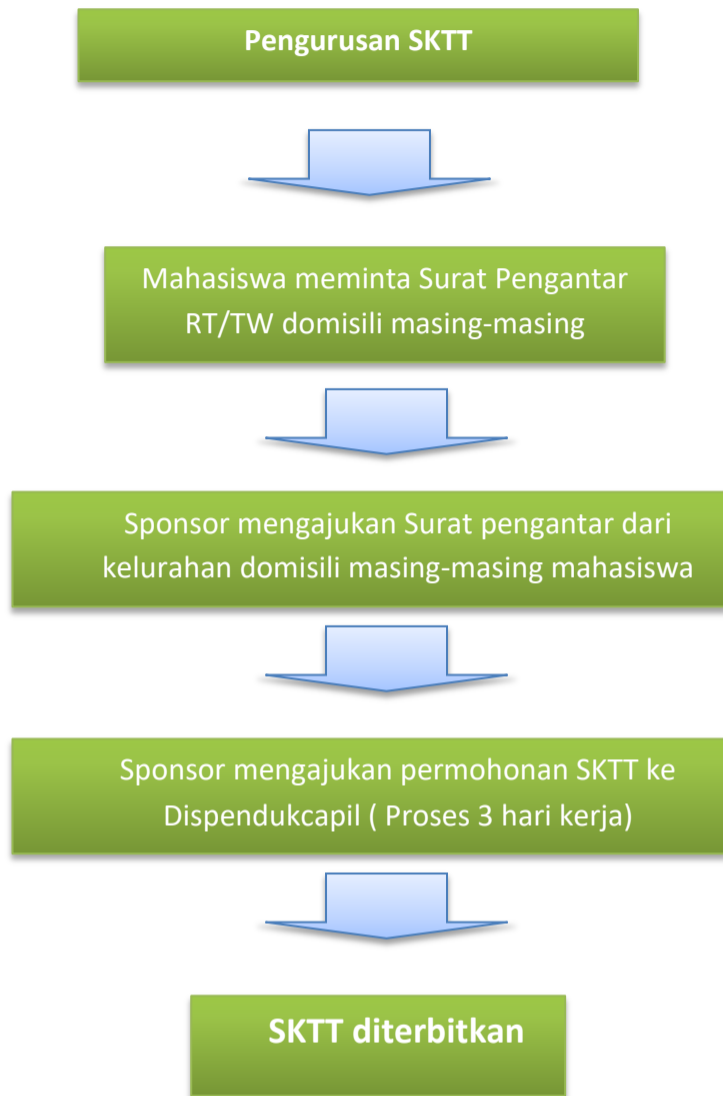 Pengurusan SKTT
Mahasiswa meminta Surat Pengantar
RT/TW domisili masing-masing
Sponsor mengajukan Surat pengantar dari
kelurahan domisili masing-masing mahasiswa
Sponsor mengajukan permohonan SKTT ke
Dispendukcapil ( Proses 3 hari kerja)
SKTT diterbitkan